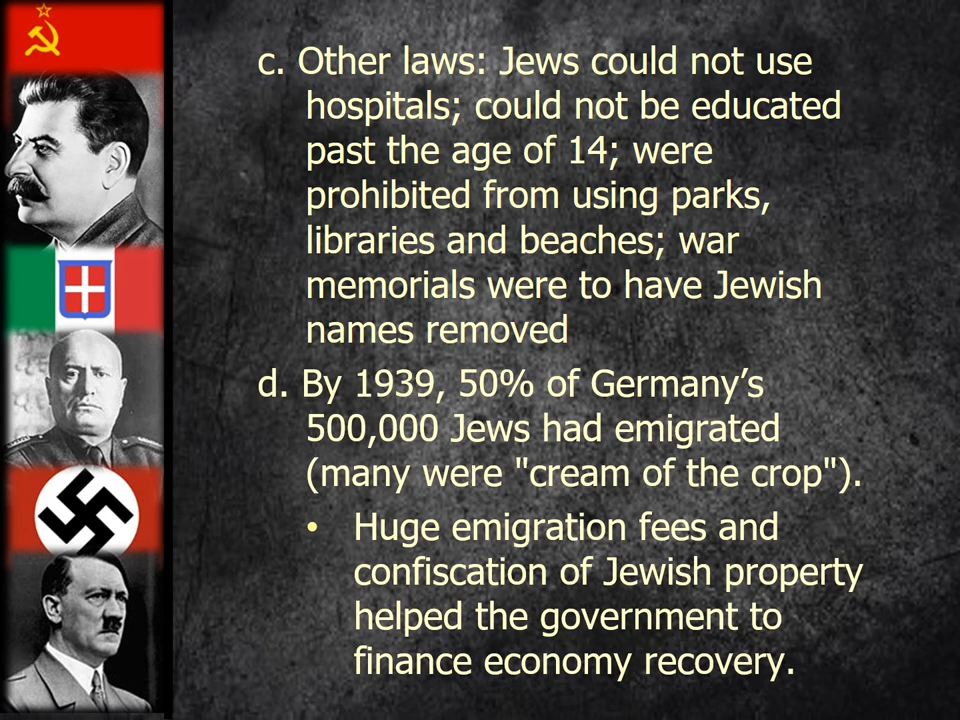 c. Other laws: Jews could not use
hospitals; could not be educated
past the age of 14; were
prohibited from using parks,
libraries and beaches; war
memorials were to have Jewish
names removed
d. By 1939, 50% of Germany’s
500,000 Jews had emigrated
(many were "cream of the crop").
• Huge emigration fees and
confiscation of Jewish property
helped the government to
finance economy recovery.